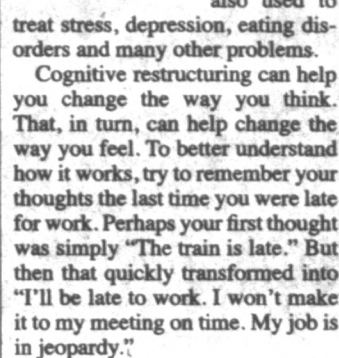 also used to
treat stress, depression, eating dis-
orders and many other problems.
Cognitive restructuring can help
you change the way you think.
That, in turn, can help change the
way you feel. To better understand
how it works, try to remember your
thoughts the last time you were late
for work. Perhaps your first thought
was simply "The train is late." But
then that quickly transformed into
"I'll be late to work. I won't make
it to my meeting on time. My job is
in jeopardy."